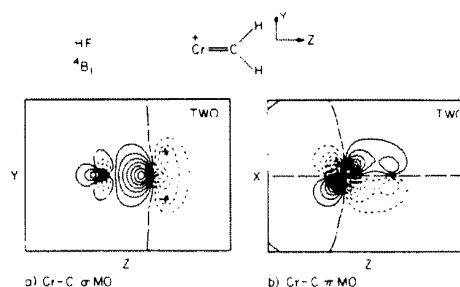 HF
⁴B₁
+
Cr=C
H
H
Y
Z
TWO
Y
Z
a) Cr-C σ MO
TWO
X
Z
b) Cr-C π MO